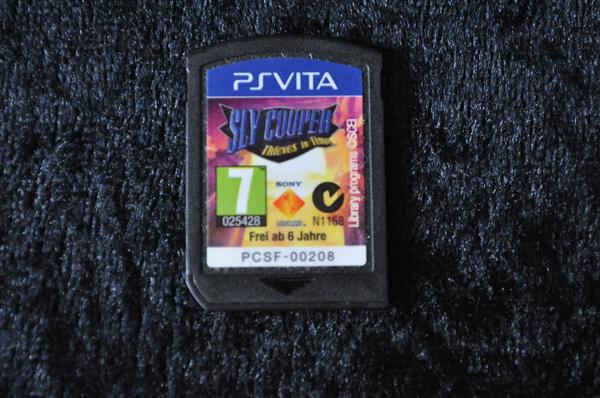 PSVITA
SLY COOPER
Thieves in Time
Library programs ©SCEI
7
025428
SONY
N1158
Frei ab 6 Jahre
PCSF-00208